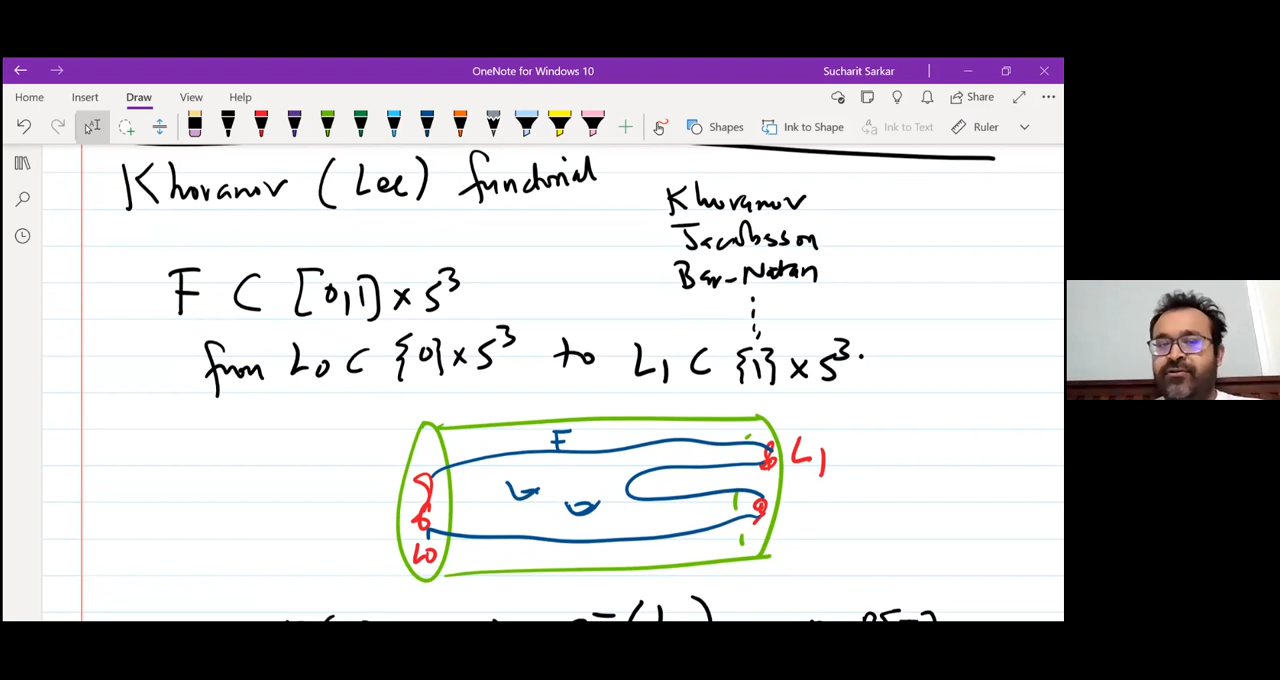 OneNote for Windows 10
Sucharit Sarkar
Home Insert Draw View Help
Share
Shapes Ink to Shape Ink to Text Ruler
Khovanov (Lee) functorial
Khovanov
Jacobsson
Bar-Natan
F ⊂ [0,1] × S³
from L₀ ⊂ {0} × S³ to L₁ ⊂ {1} × S³.
F
L₁
L₀